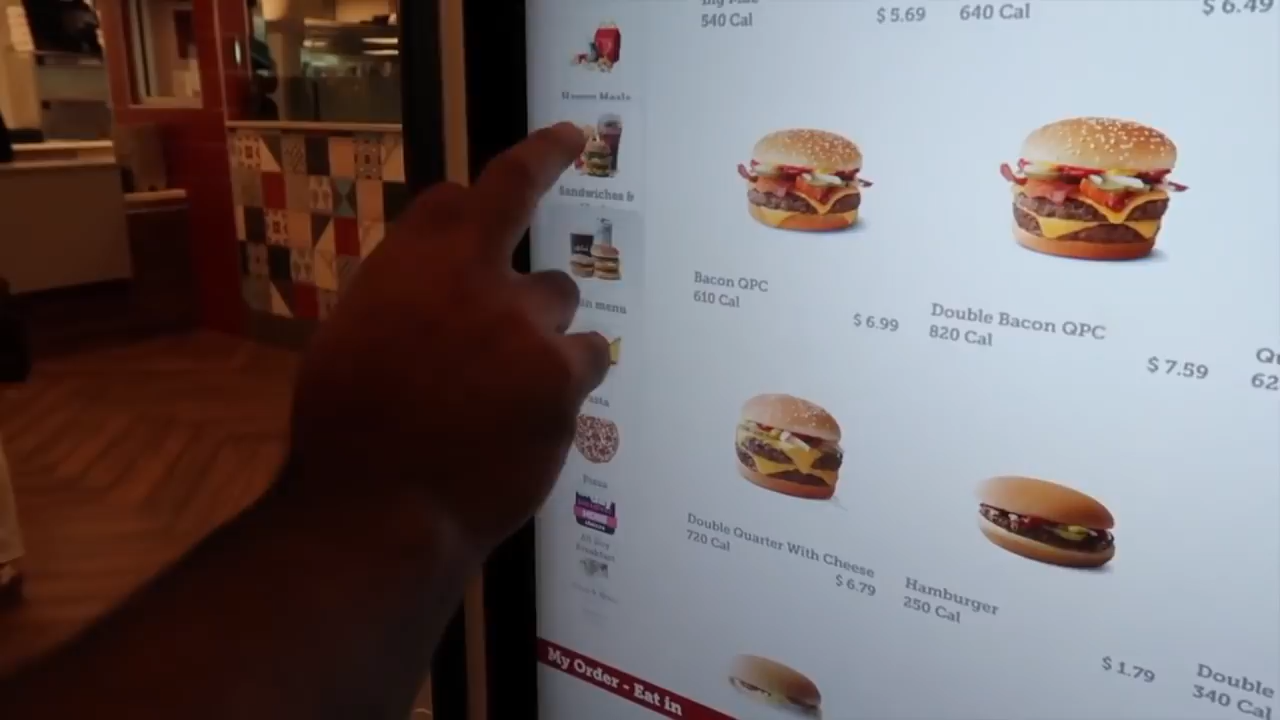 540 Cal
$ 5.69
640 Cal
$ 6.49
Sandwiches &
menu
Bacon QPC
610 Cal
$ 6.99
Double Bacon QPC
820 Cal
$ 7.59
62
Double Quarter With Cheese
720 Cal
$ 6.79
Hamburger
250 Cal
$ 1.79
Double
340 Cal
Pizza
All Day
Breakfast
My Order - Eat in